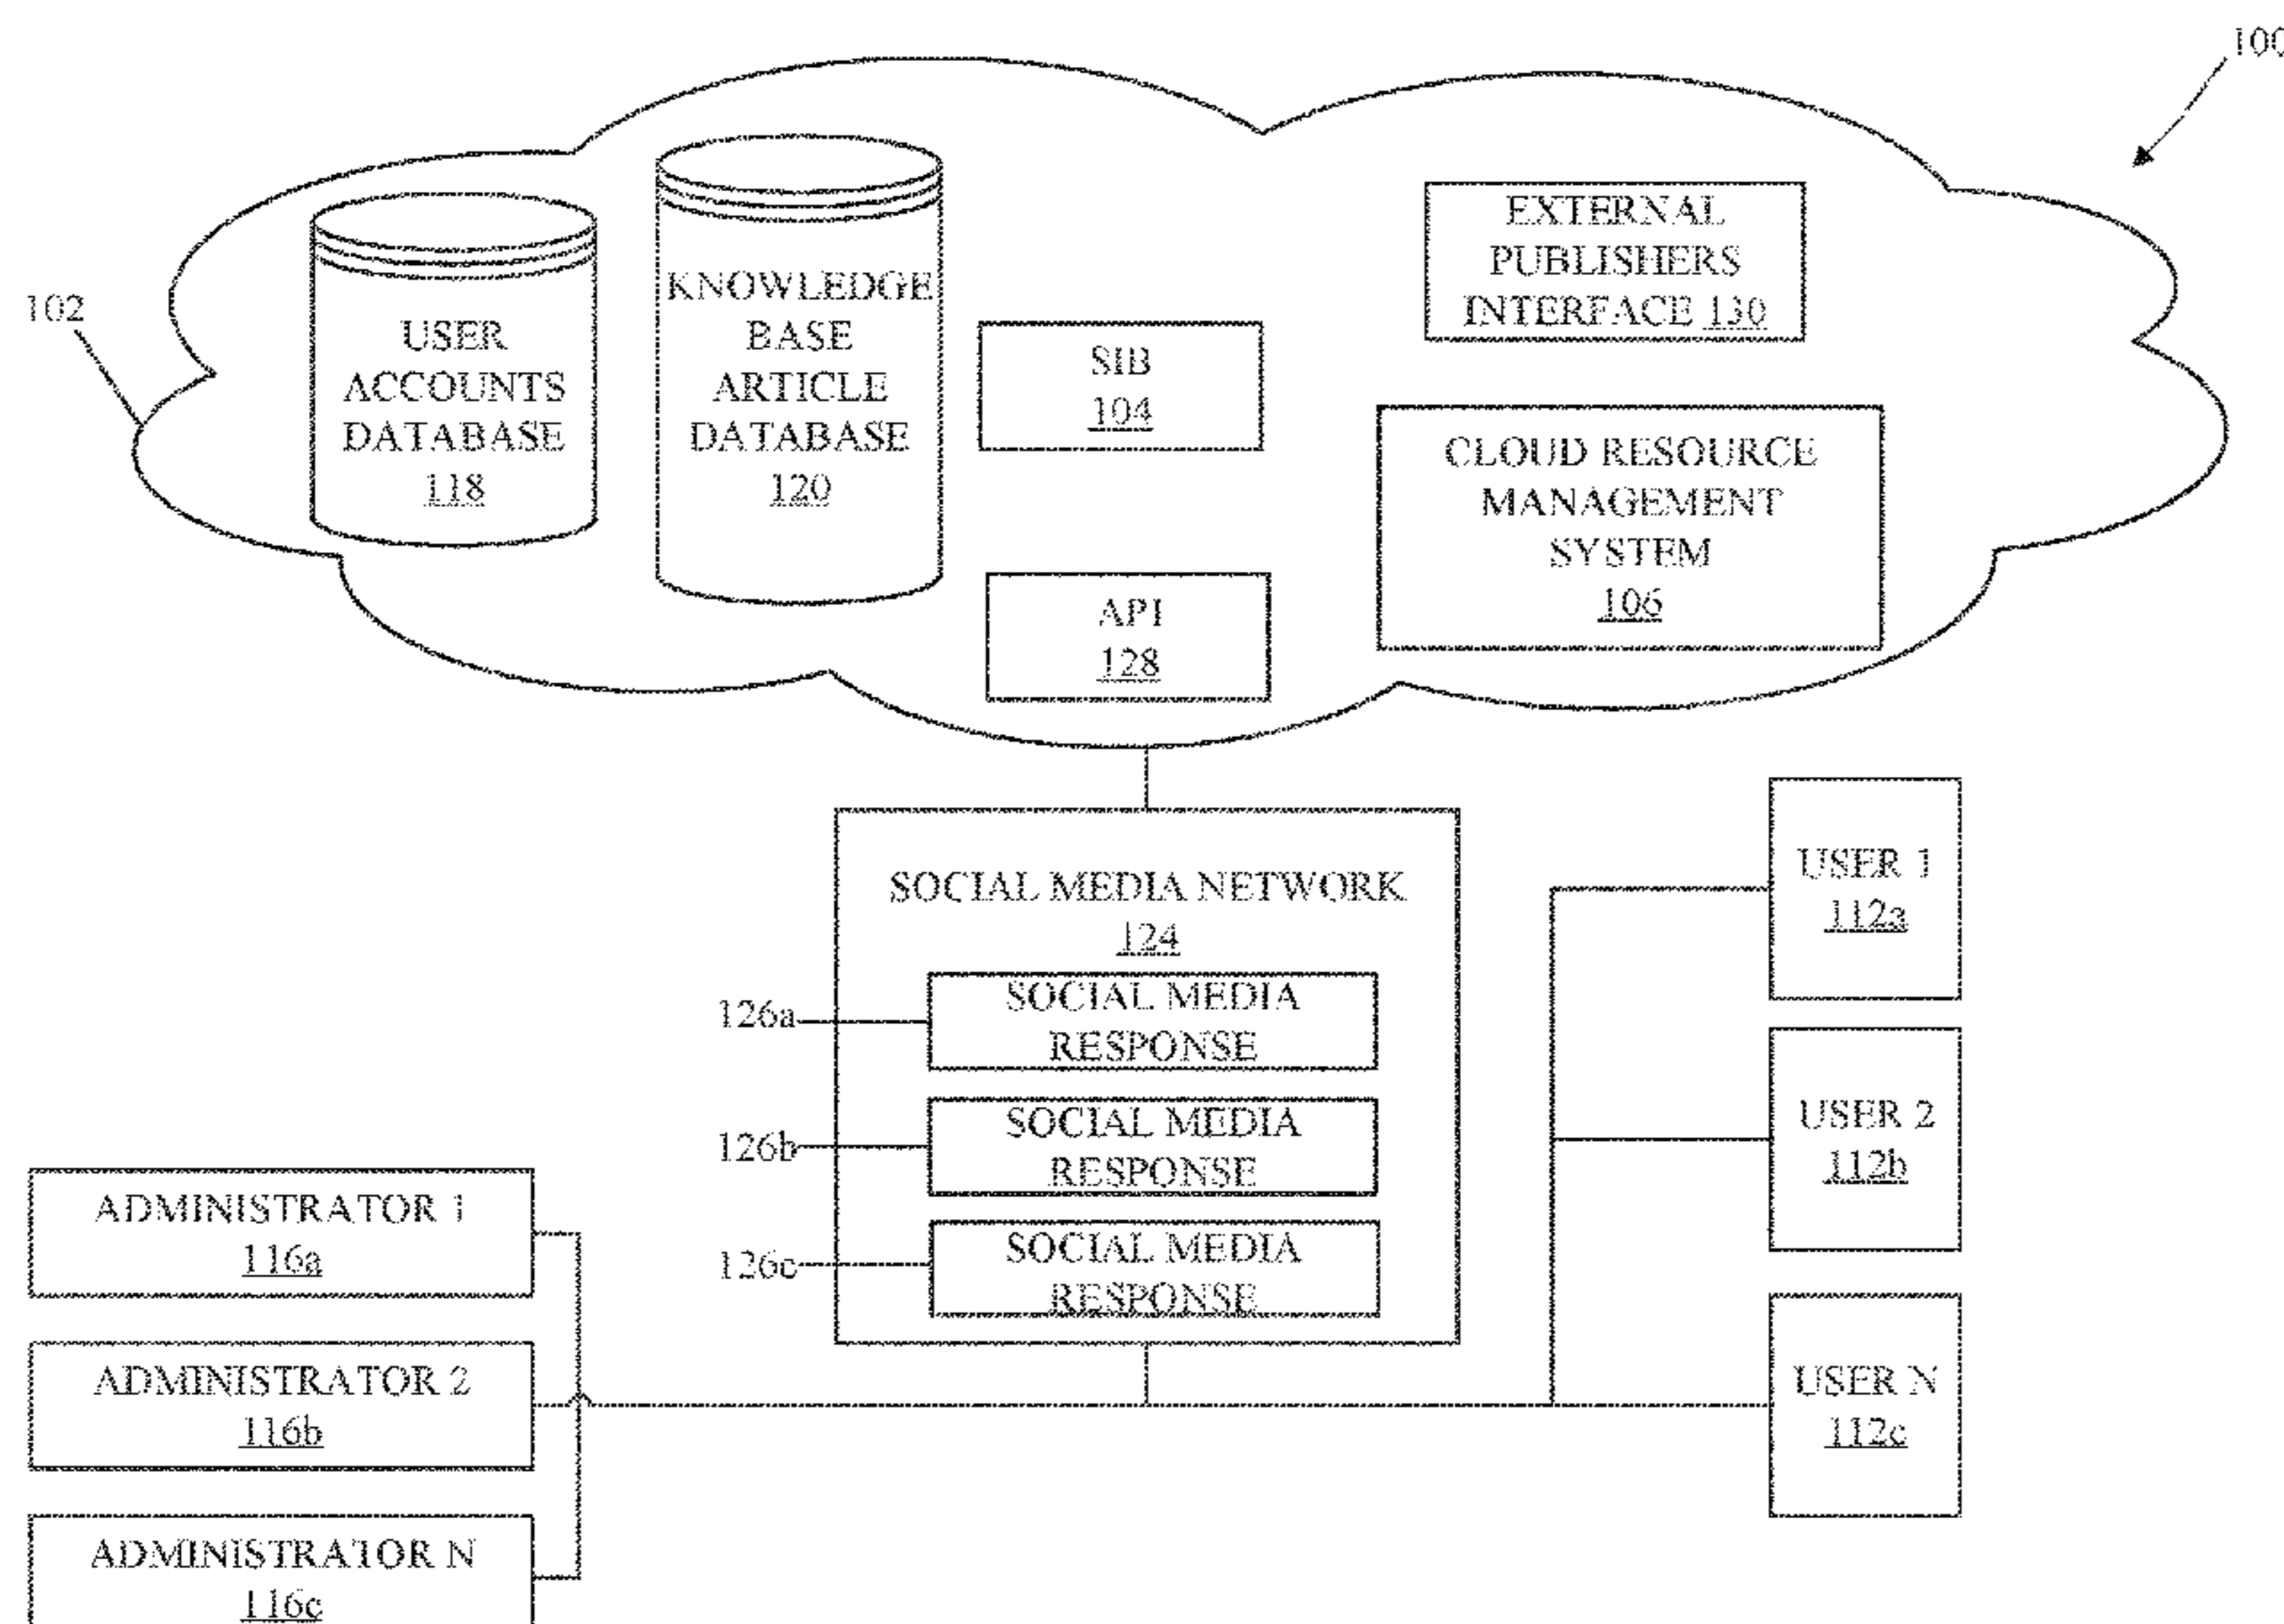 100
102
USER
ACCOUNTS
DATABASE
118
KNOWLEDGE
BASE
ARTICLE
DATABASE
120
SIB
104
EXTERNAL
PUBLISHERS
INTERFACE 130
CLOUD RESOURCE
MANAGEMENT
SYSTEM
106
API
128
SOCIAL MEDIA NETWORK
124
126a
SOCIAL MEDIA
RESPONSE
126b
SOCIAL MEDIA
RESPONSE
126c
SOCIAL MEDIA
RESPONSE
USER 1
112a
USER 2
112b
USER N
112c
ADMINISTRATOR 1
116a
ADMINISTRATOR 2
116b
ADMINISTRATOR N
116c